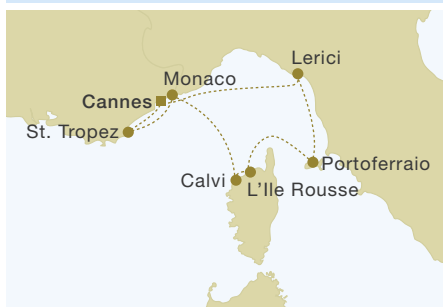 Lerici
Monaco
Cannes
St. Tropez
Portoferraio
Calvi
L'Ile Rousse